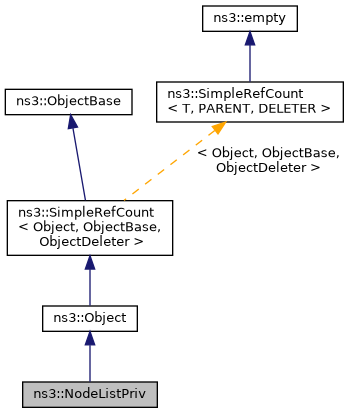 ns3::empty
ns3::ObjectBase
ns3::SimpleRefCount
< T, PARENT, DELETER >
< Object, ObjectBase,
ObjectDeleter >
ns3::SimpleRefCount
< Object, ObjectBase,
ObjectDeleter >
ns3::Object
ns3::NodeListPriv